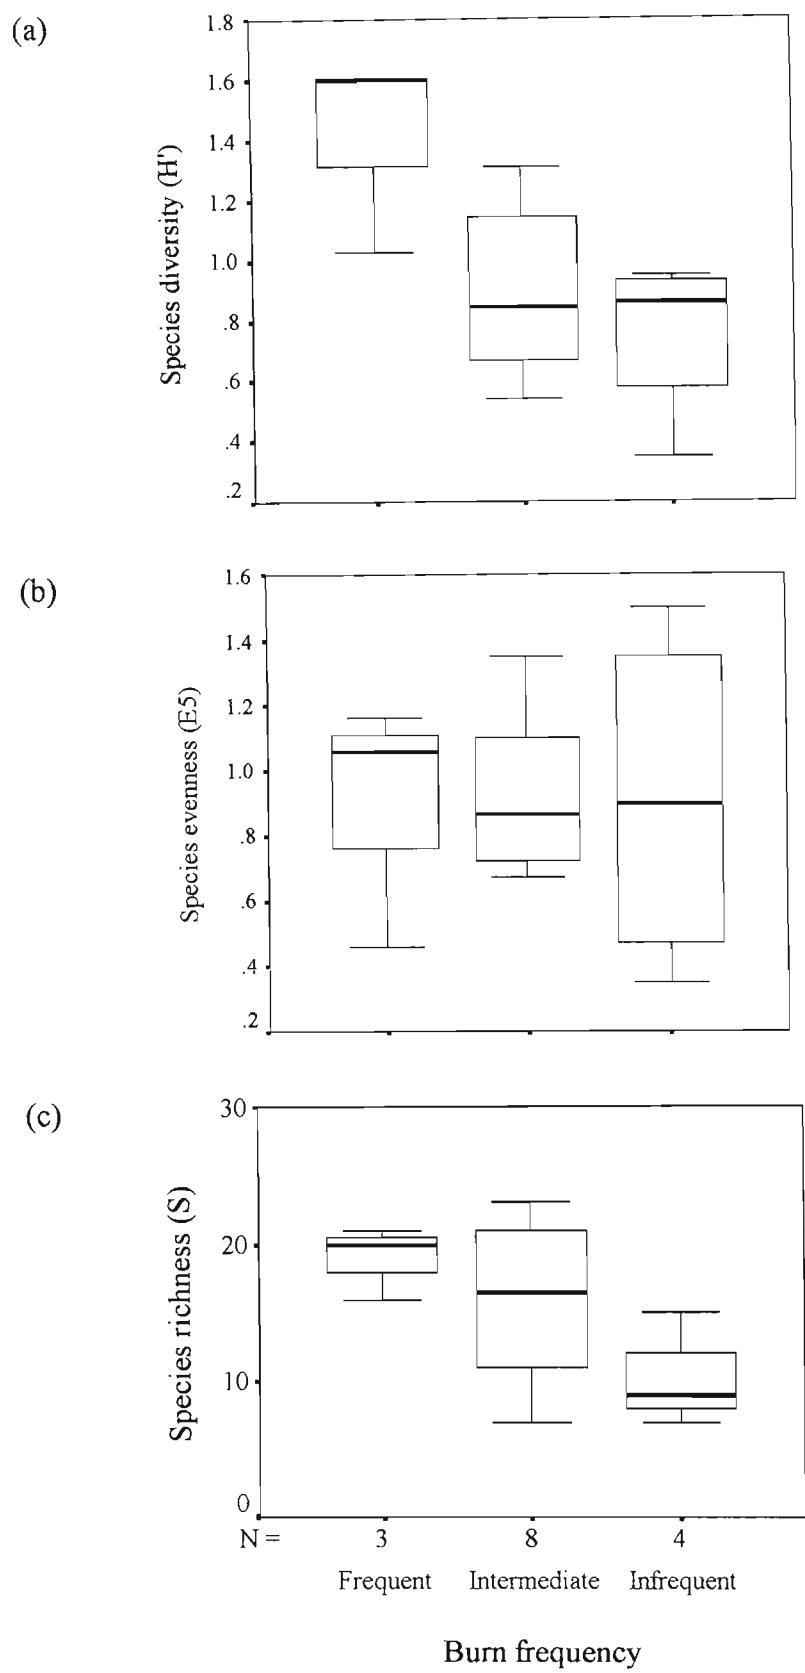 (a)
Species diversity (H')
1.8
1.6
1.4
1.2
1.0
.8
.6
.4
.2
(b)
Species evenness (E5)
1.6
1.4
1.2
1.0
.8
.6
.4
.2
(c)
Species richness (S)
30
20
10
0
N = 3 8 4
Frequent Intermediate Infrequent
Burn frequency